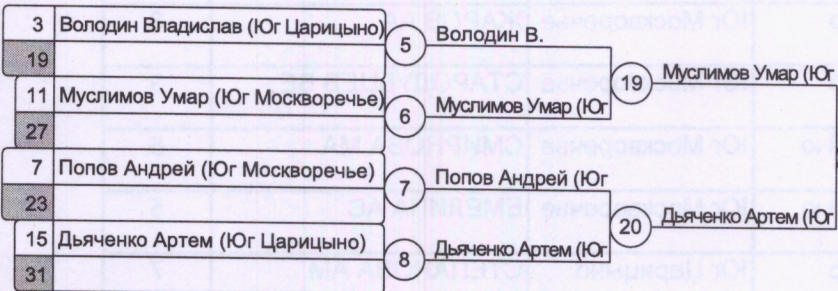 3 Володин Владислав (Юг Царицыно)
19
5 Володин В.
11 Муслимов Умар (Юг Москворечье)
27
6 Муслимов Умар (Юг
19 Муслимов Умар (Юг
7 Попов Андрей (Юг Москворечье)
23
7 Попов Андрей (Юг
15 Дьяченко Артем (Юг Царицыно)
31
8 Дьяченко Артем (Юг
20 Дьяченко Артем (Юг